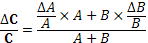 ΔC/C = (ΔA/A × A + B × ΔB/B)/(A + B)